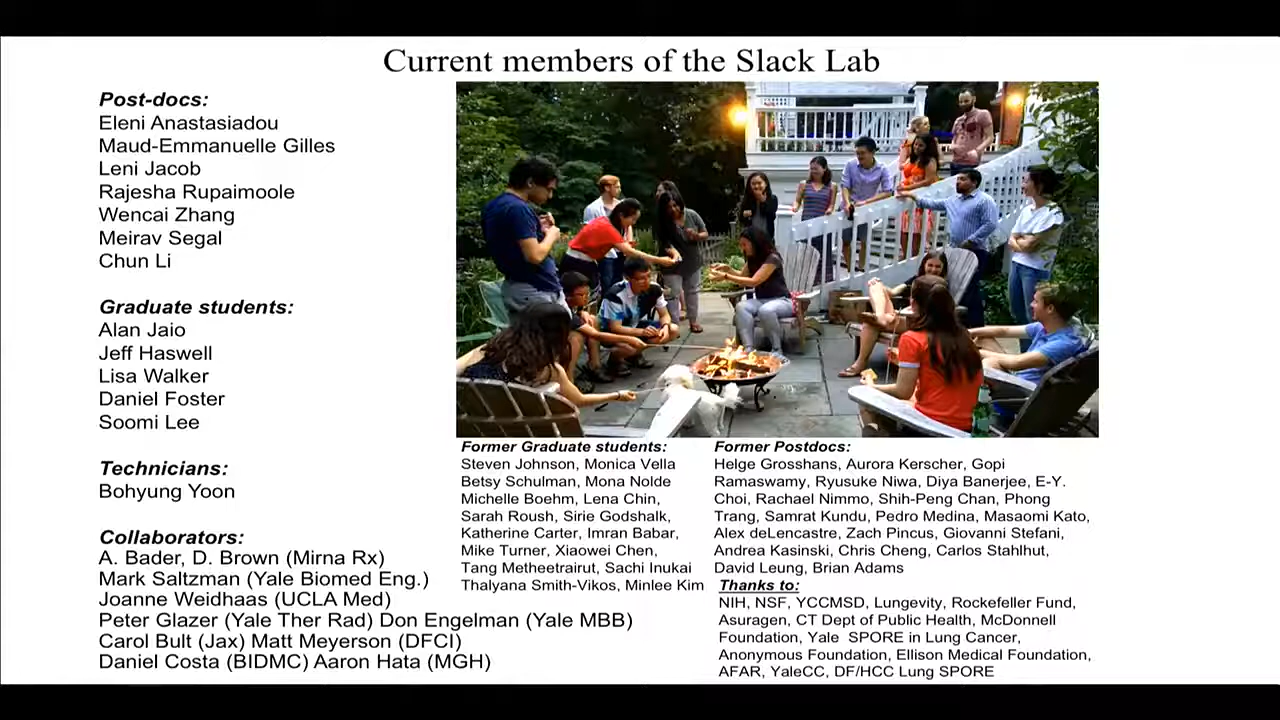 Current members of the Slack Lab
Post-docs:
Eleni Anastasiadou
Maud-Emmanuelle Gilles
Leni Jacob
Rajesha Rupaimoole
Wencai Zhang
Meirav Segal
Chun Li
Graduate students:
Alan Jaio
Jeff Haswell
Lisa Walker
Daniel Foster
Soomi Lee
Technicians:
Bohyung Yoon
Collaborators:
A. Bader, D. Brown (Mirna Rx)
Mark Saltzman (Yale Biomed Eng.)
Joanne Weidhaas (UCLA Med)
Peter Glazer (Yale Ther Rad) Don Engelman (Yale MBB)
Carol Bult (Jax) Matt Meyerson (DFCI)
Daniel Costa (BIDMC) Aaron Hata (MGH)
Former Graduate students:
Steven Johnson, Monica Vella
Betsy Schulman, Mona Nolde
Michelle Boehm, Lena Chin,
Sarah Roush, Sirie Godshalk,
Katherine Carter, Imran Babar,
Mike Turner, Xiaowei Chen,
Tang Metheetrairut, Sachi Inukai
Thalyana Smith-Vikos, Minlee Kim
Former Postdocs:
Helge Grosshans, Aurora Kerscher, Gopi
Ramaswamy, Ryusuke Niwa, Diya Banerjee, E-Y.
Choi, Rachael Nimmo, Shih-Peng Chan, Phong
Trang, Samrat Kundu, Pedro Medina, Masaomi Kato,
Alex deLencastre, Zach Pincus, Giovanni Stefani,
Andrea Kasinski, Chris Cheng, Carlos Stahlhut,
David Leung, Brian Adams
Thanks to:
NIH, NSF, YCCMSD, Lungevity, Rockefeller Fund,
Asuragen, CT Dept of Public Health, McDonnell
Foundation, Yale SPORE in Lung Cancer,
Anonymous Foundation, Ellison Medical Foundation,
AFAR, YaleCC, DF/HCC Lung SPORE